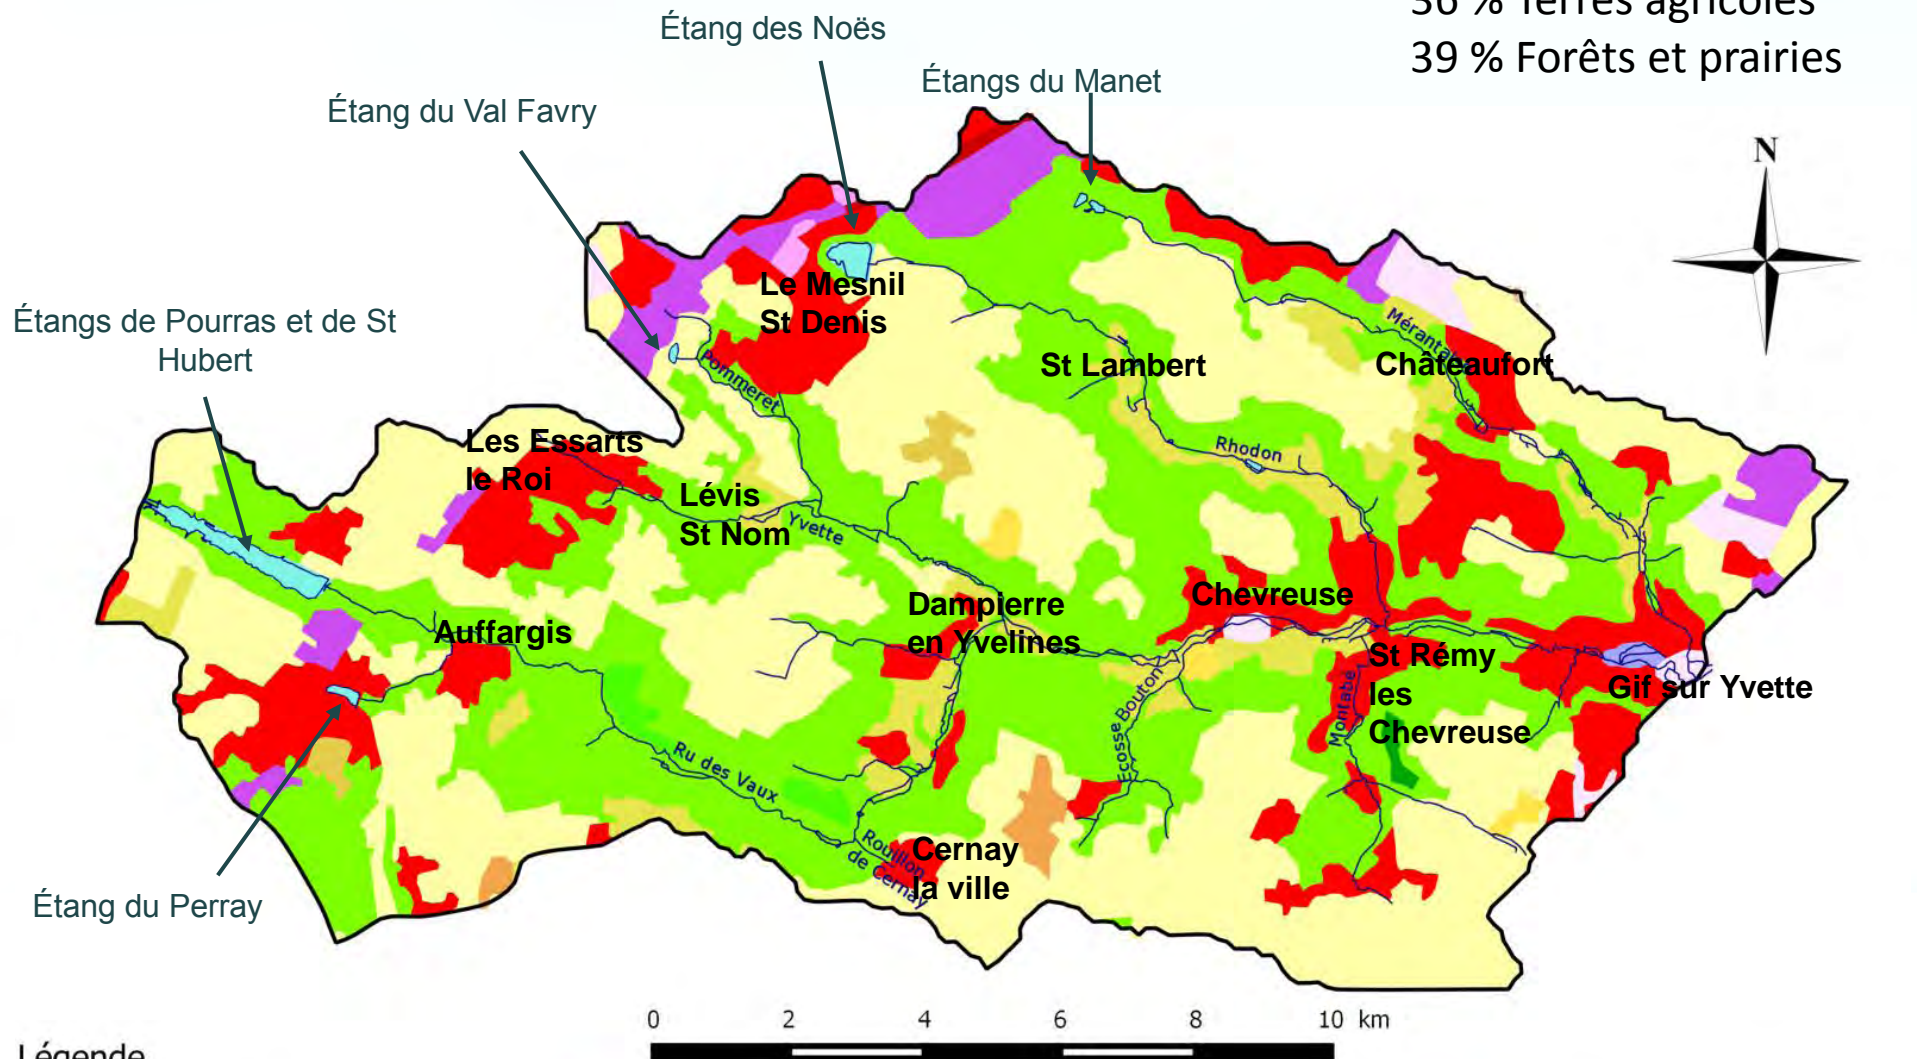 36 % Terres agricoles
39 % Forêts et prairies
Étang des Noës
Étangs du Manet
Étang du Val Favry
N
Étangs de Pourras et de St
Hubert
Le Mesnil
St Denis
Mérantaise
Châteaufort
St Lambert
Pommeret
Les Essarts
le Roi
Rhodon
Lévis
St Nom
Yvette
Dampierre
en Yvelines
Chevreuse
Auffargis
St Rémy
les
Chevreuse
Gif sur Yvette
Montabé
Ecosse Bouton
Ru des Vaux
Rouillon
de Cernay
Cernay
la ville
Étang du Perray
0 2 4 6 8 10 km
Légende